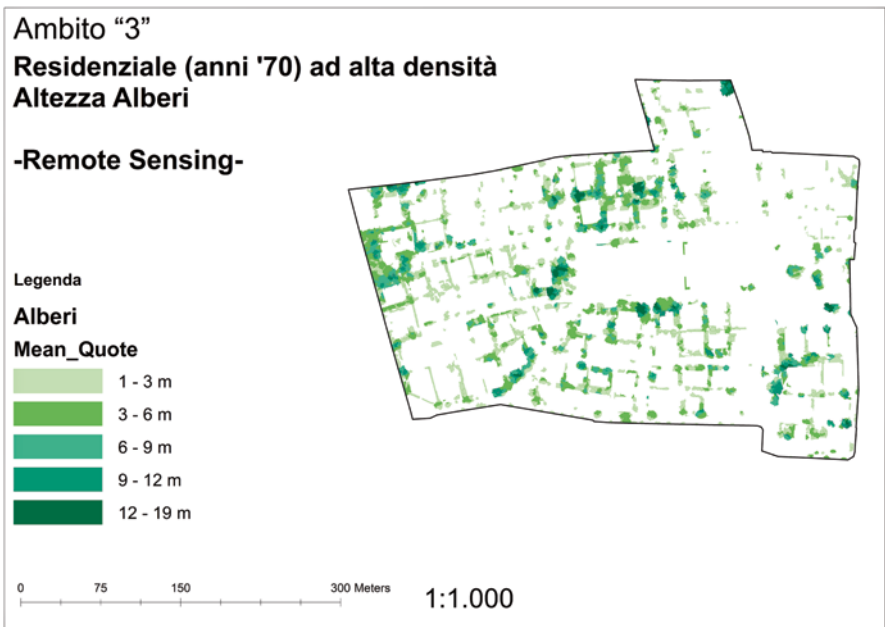 Ambito “3”
Residenziale (anni '70) ad alta densità
Altezza Alberi
-Remote Sensing-
Legenda
Alberi
Mean_Quote
1 - 3 m
3 - 6 m
6 - 9 m
9 - 12 m
12 - 19 m
0 75 150 300 Meters
1:1.000